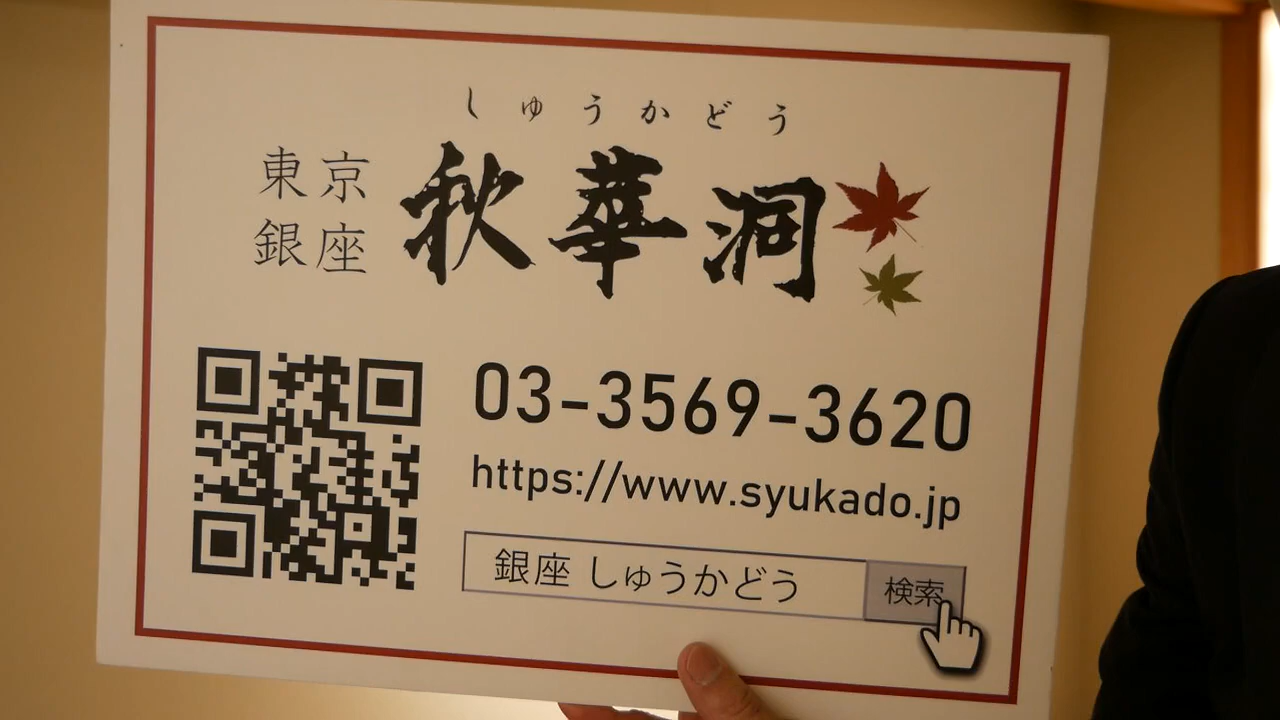 しゅうかどう
東京
銀座
秋華洞
03-3569-3620
https://www.syukado.jp
銀座 しゅうかどう 検索